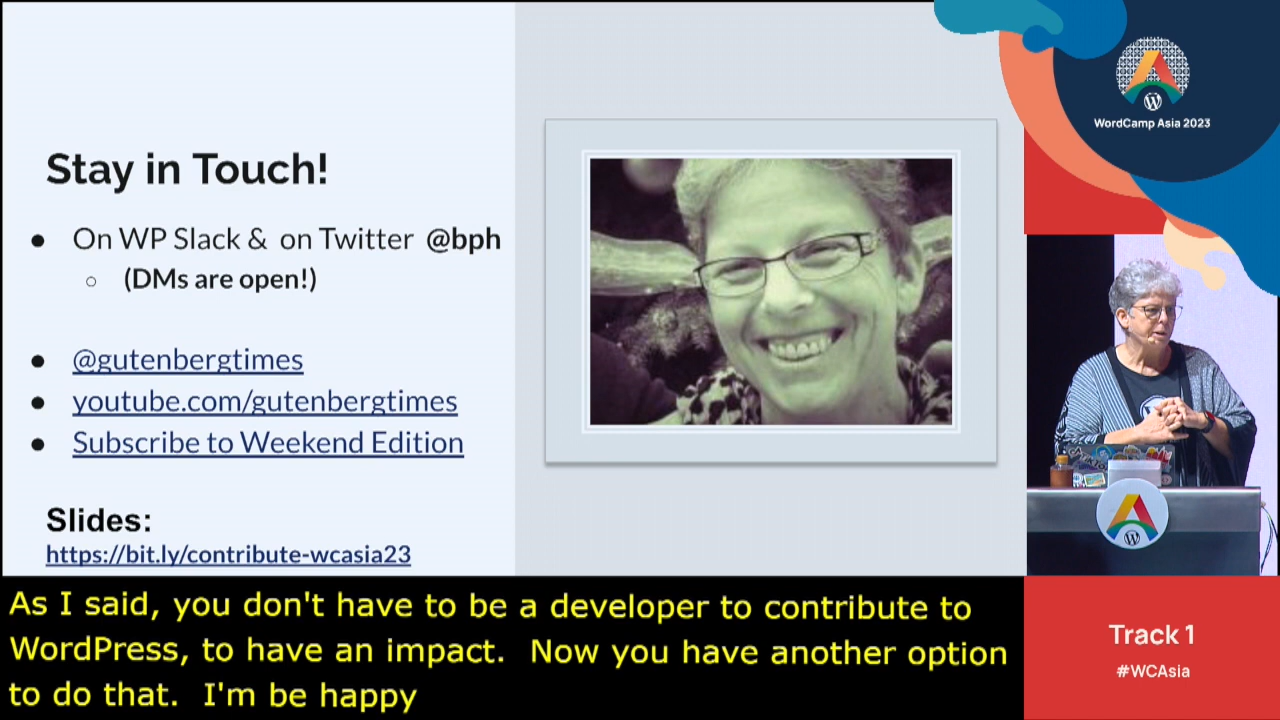 Stay in Touch!
On WP Slack & on Twitter @bph
(DMs are open!)
@gutenbergtimes
youtube.com/gutenbergtimes
Subscribe to Weekend Edition
Slides:
https://bit.ly/contribute-wcasia23
WordCamp Asia 2023
As I said, you don't have to be a developer to contribute to
WordPress, to have an impact. Now you have another option
to do that. I'm be happy
Track 1
#WCAsia